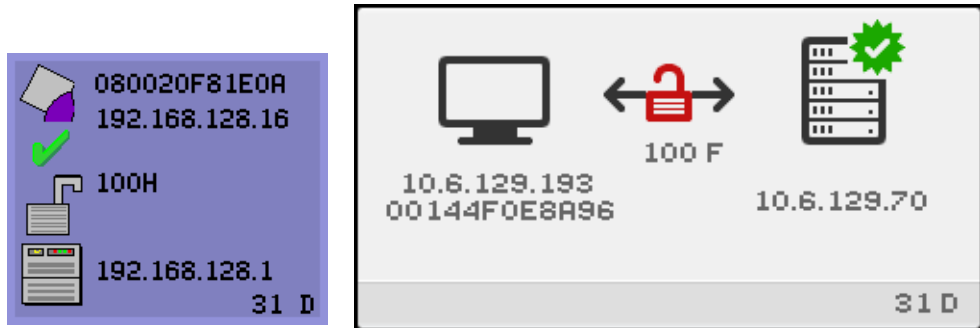 080020F81E0A
192.168.128.16
100H
192.168.128.1
31 D
100 F
10.6.129.193
00144F0E8A96
10.6.129.70
31 D